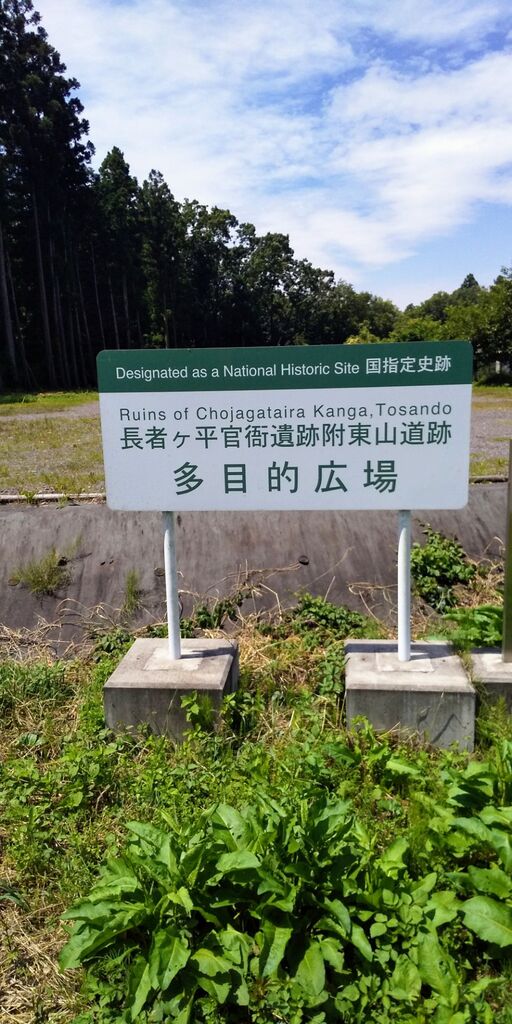 Designated as a National Historic Site 国指定史跡
Ruins of Chojagataira Kanga,Tosando
長者ヶ平官衙遺跡附東山道跡
多目的広場